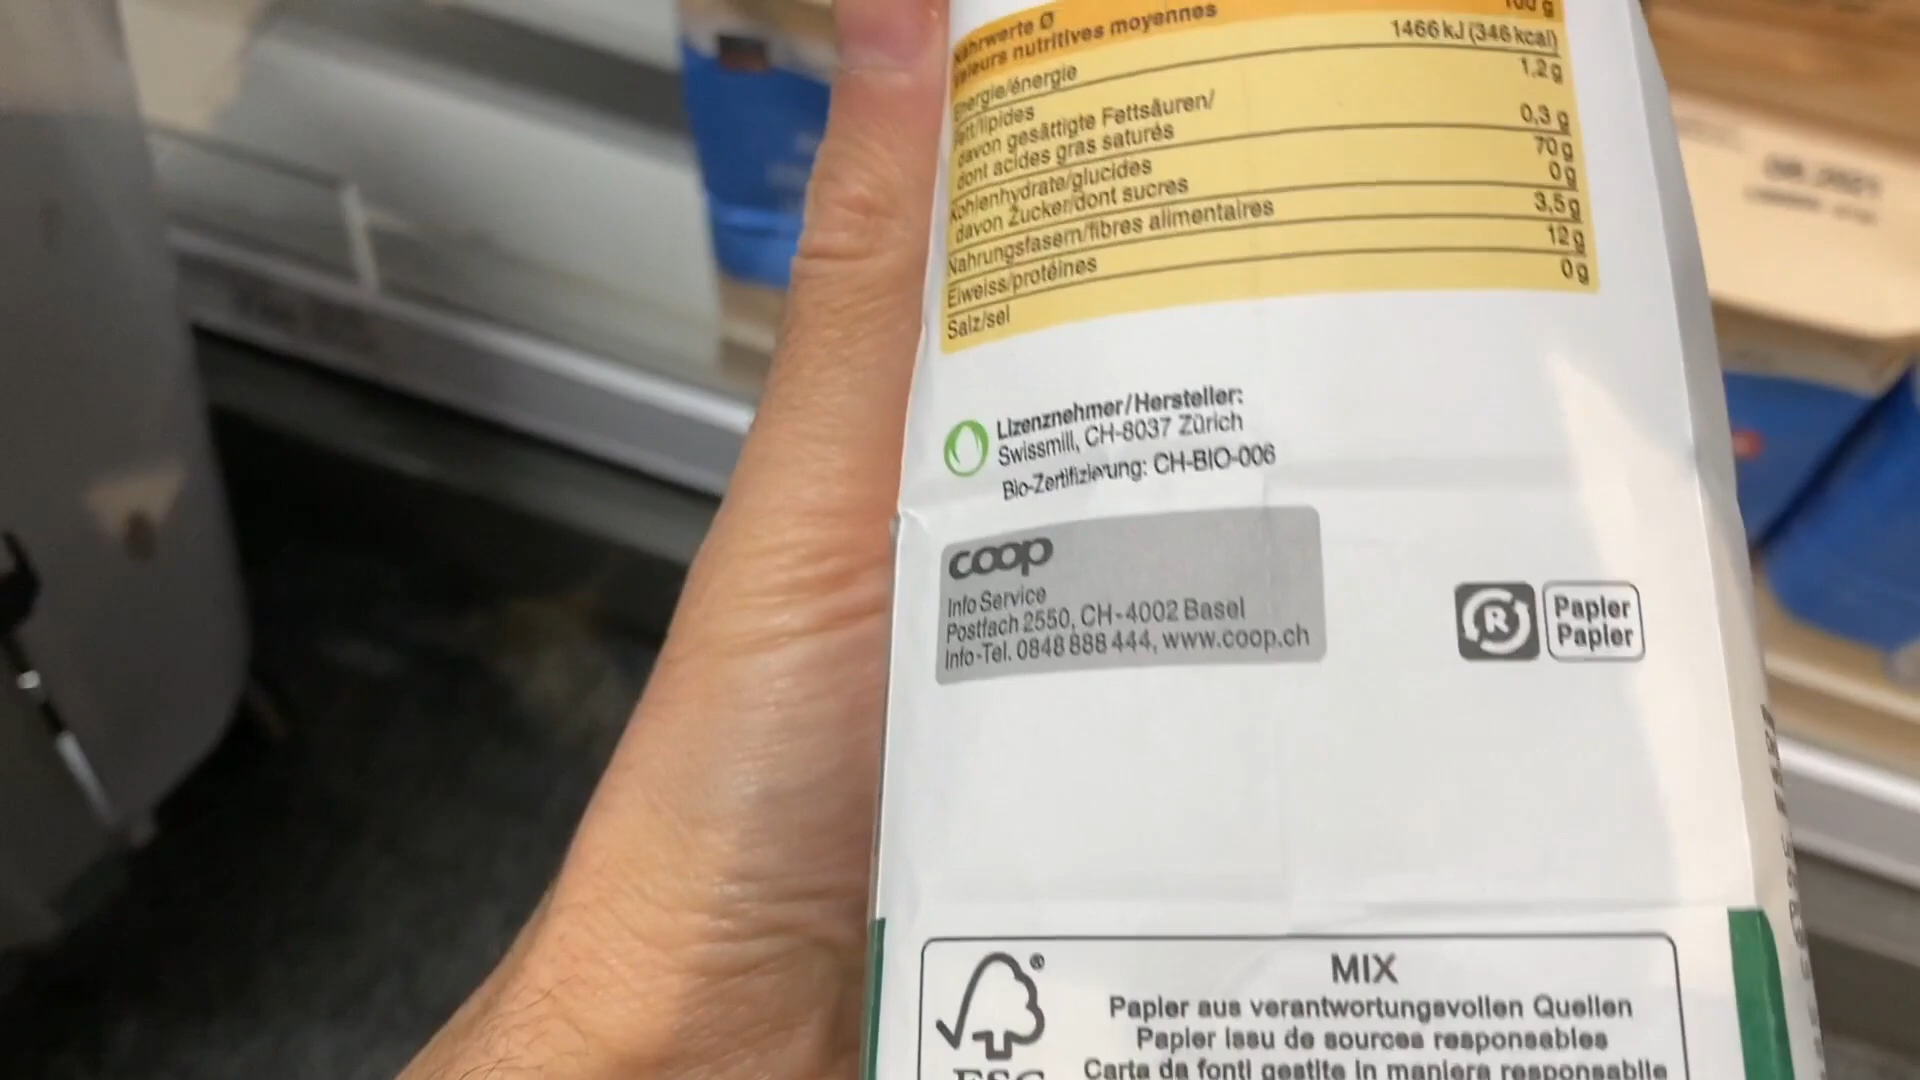 Nährwerte Ø 100 g
Valeurs nutritives moyennes
Energie/énergie 1466 kJ (346 kcal)
Fett/lipides 1,2 g
davon gesättigte Fettsäuren/
dont acides gras saturés 0,3 g
Kohlenhydrate/glucides 70 g
davon Zucker/dont sucres 0 g
Nahrungsfasern/fibres alimentaires 3,5 g
Eiweiss/protéines 12 g
Salz/sel 0 g
Lizenznehmer/Hersteller:
Swissmill, CH-8037 Zürich
Bio-Zertifizierung: CH-BIO-006
coop
Info Service
Postfach 2550, CH-4002 Basel
Info-Tel. 0848 888 444, www.coop.ch
R
Papier
Papier
MIX
Papier aus verantwortungsvollen Quellen
Papier issu de sources responsables
Carta da fonti gestite in maniera responsabile
FSC